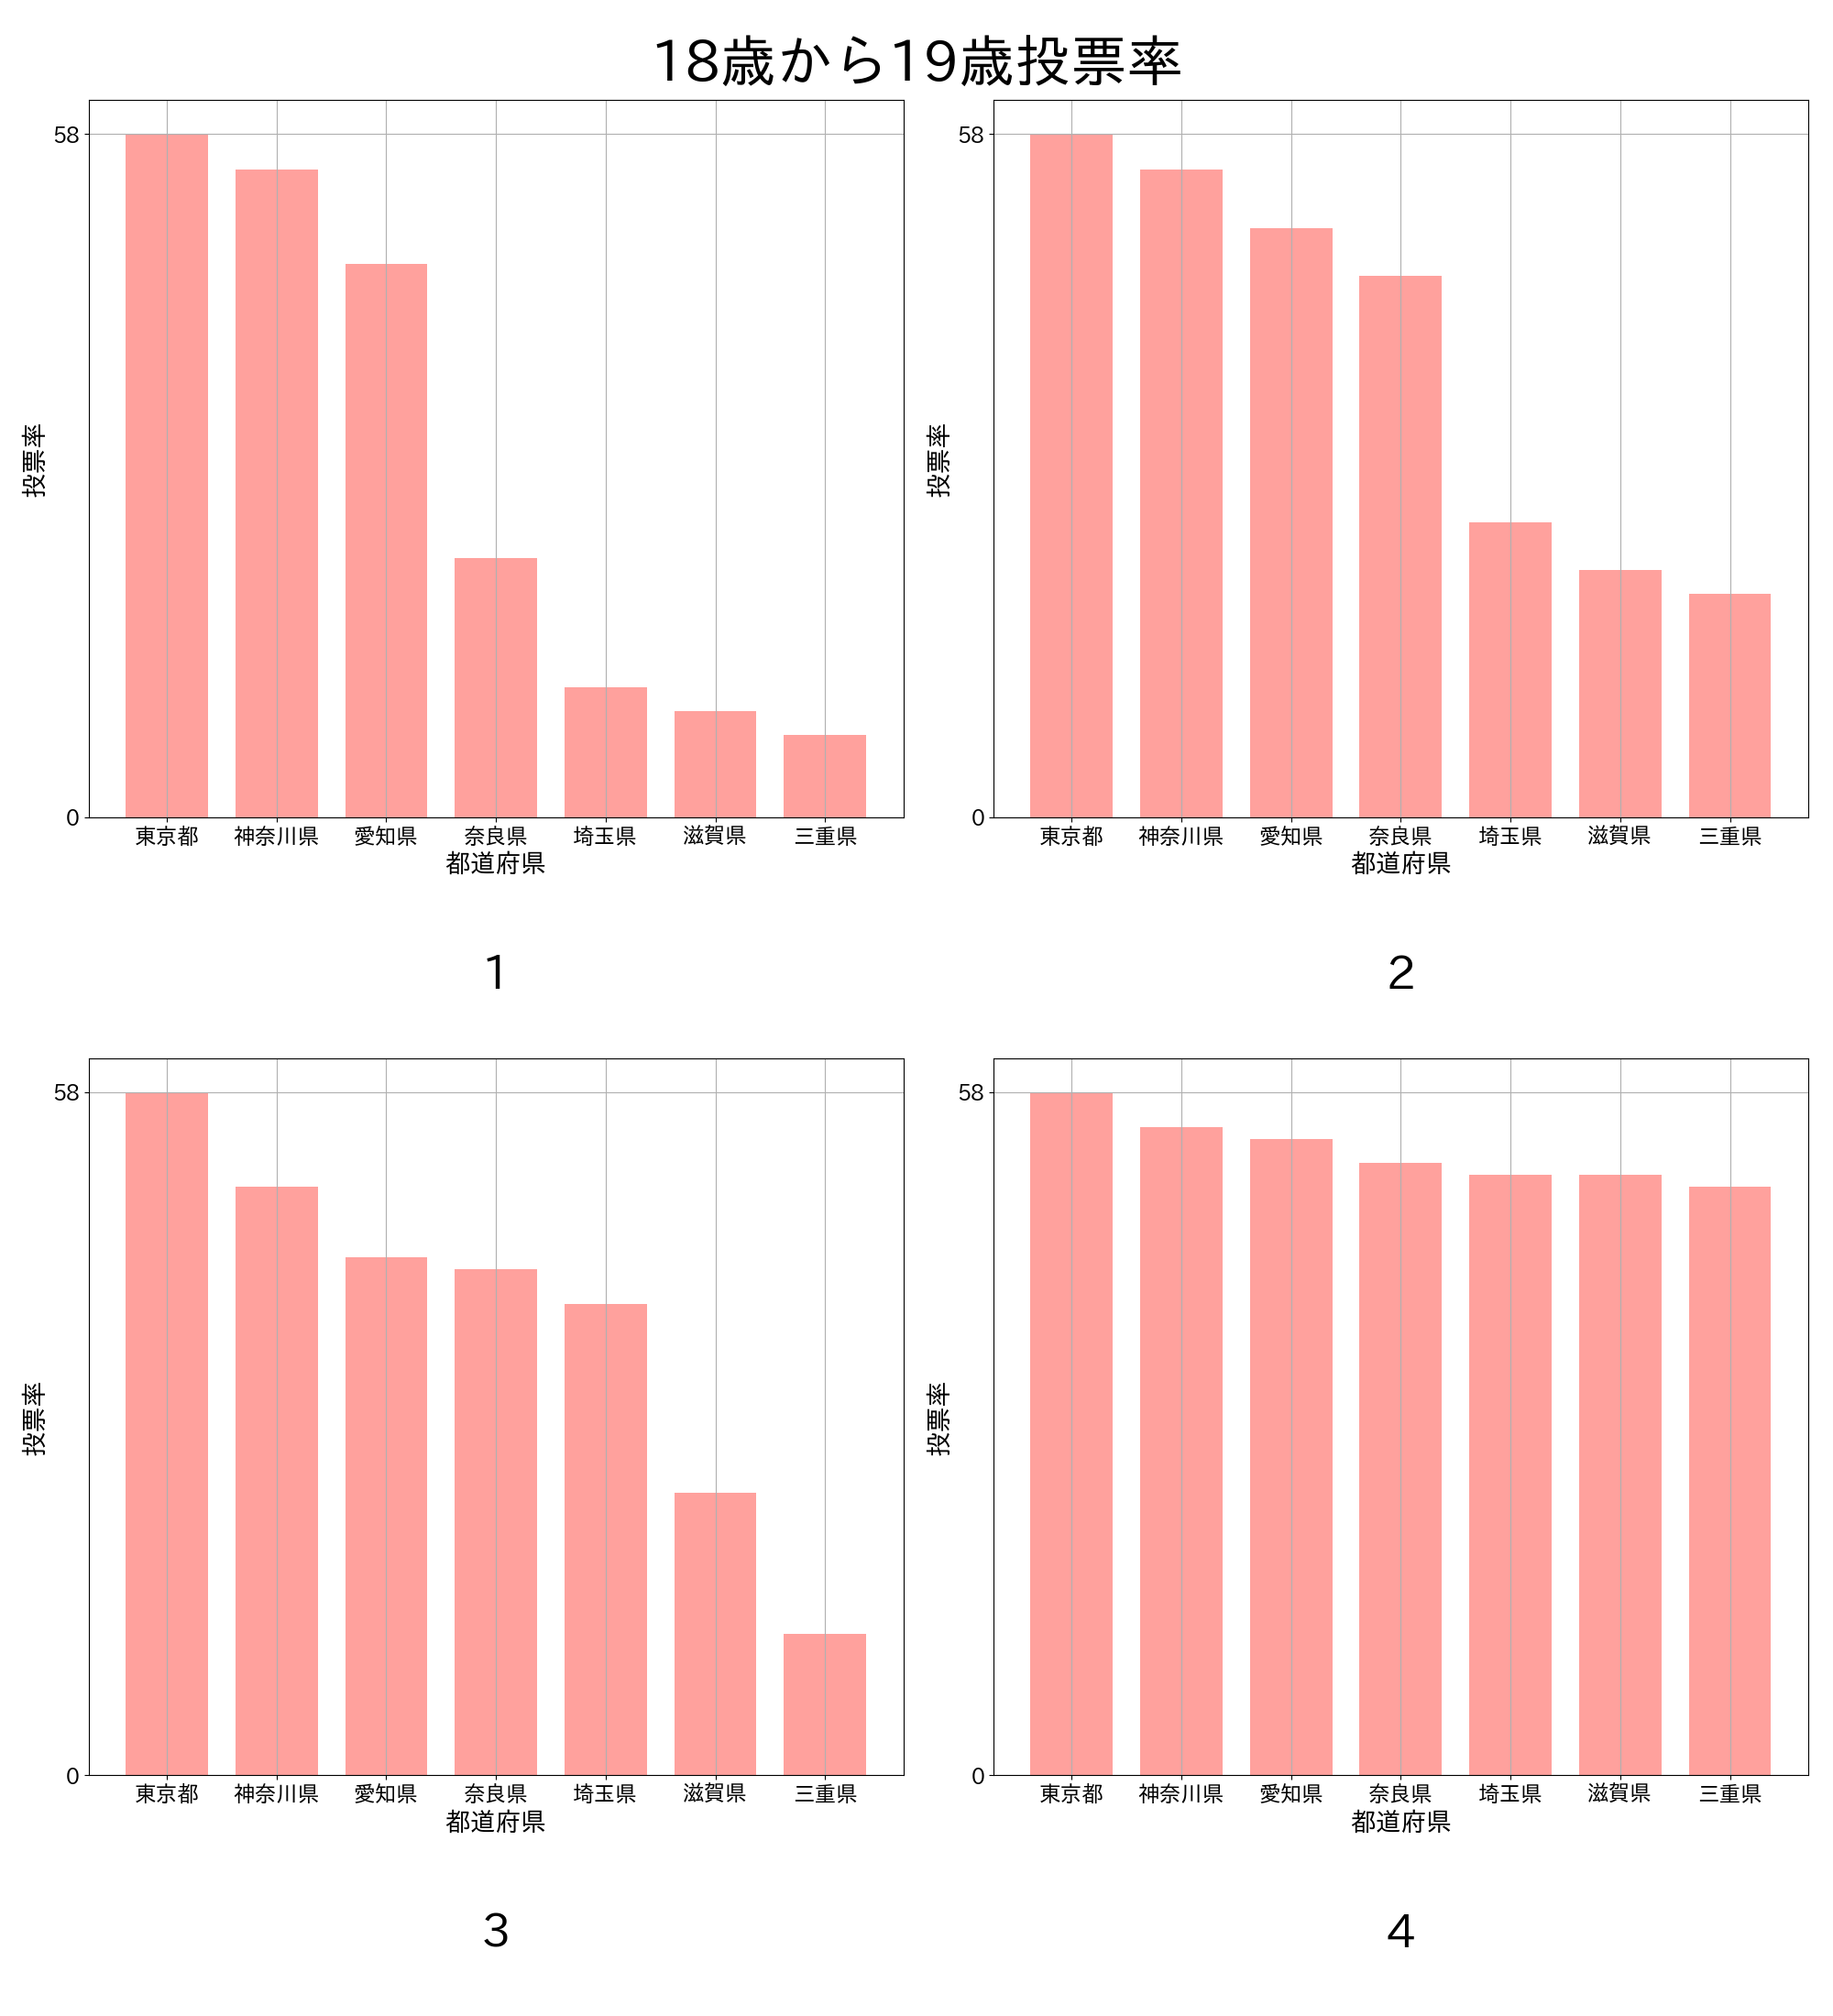 18歳から19歳投票率
58
0
投票率
東京都 神奈川県 愛知県 奈良県 埼玉県 滋賀県 三重県
都道府県
1
58
0
投票率
東京都 神奈川県 愛知県 奈良県 埼玉県 滋賀県 三重県
都道府県
2
58
0
投票率
東京都 神奈川県 愛知県 奈良県 埼玉県 滋賀県 三重県
都道府県
3
58
0
投票率
東京都 神奈川県 愛知県 奈良県 埼玉県 滋賀県 三重県
都道府県
4